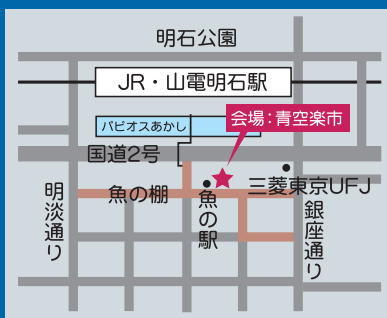 明石公園
JR・山電明石駅
パピオスあかし
会場：青空楽市
国道2号
三菱東京UFJ
魚の棚
魚の駅
明淡通り
銀座通り